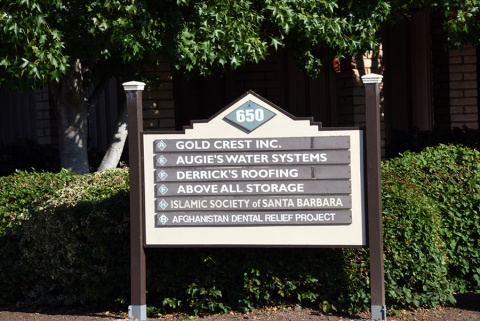 650
GOLD CREST INC.
AUGIE'S WATER SYSTEMS
DERRICK'S ROOFING
ABOVE ALL STORAGE
ISLAMIC SOCIETY of SANTA BARBARA
AFGHANISTAN DENTAL RELIEF PROJECT